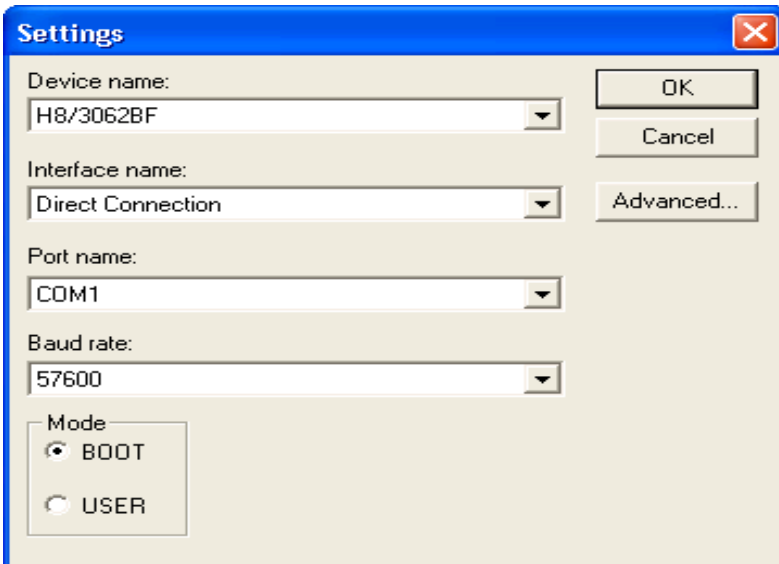 Settings
Device name:
H8/3062BF
OK
Cancel
Interface name:
Direct Connection
Advanced...
Port name:
COM1
Baud rate:
57600
Mode
BOOT
USER